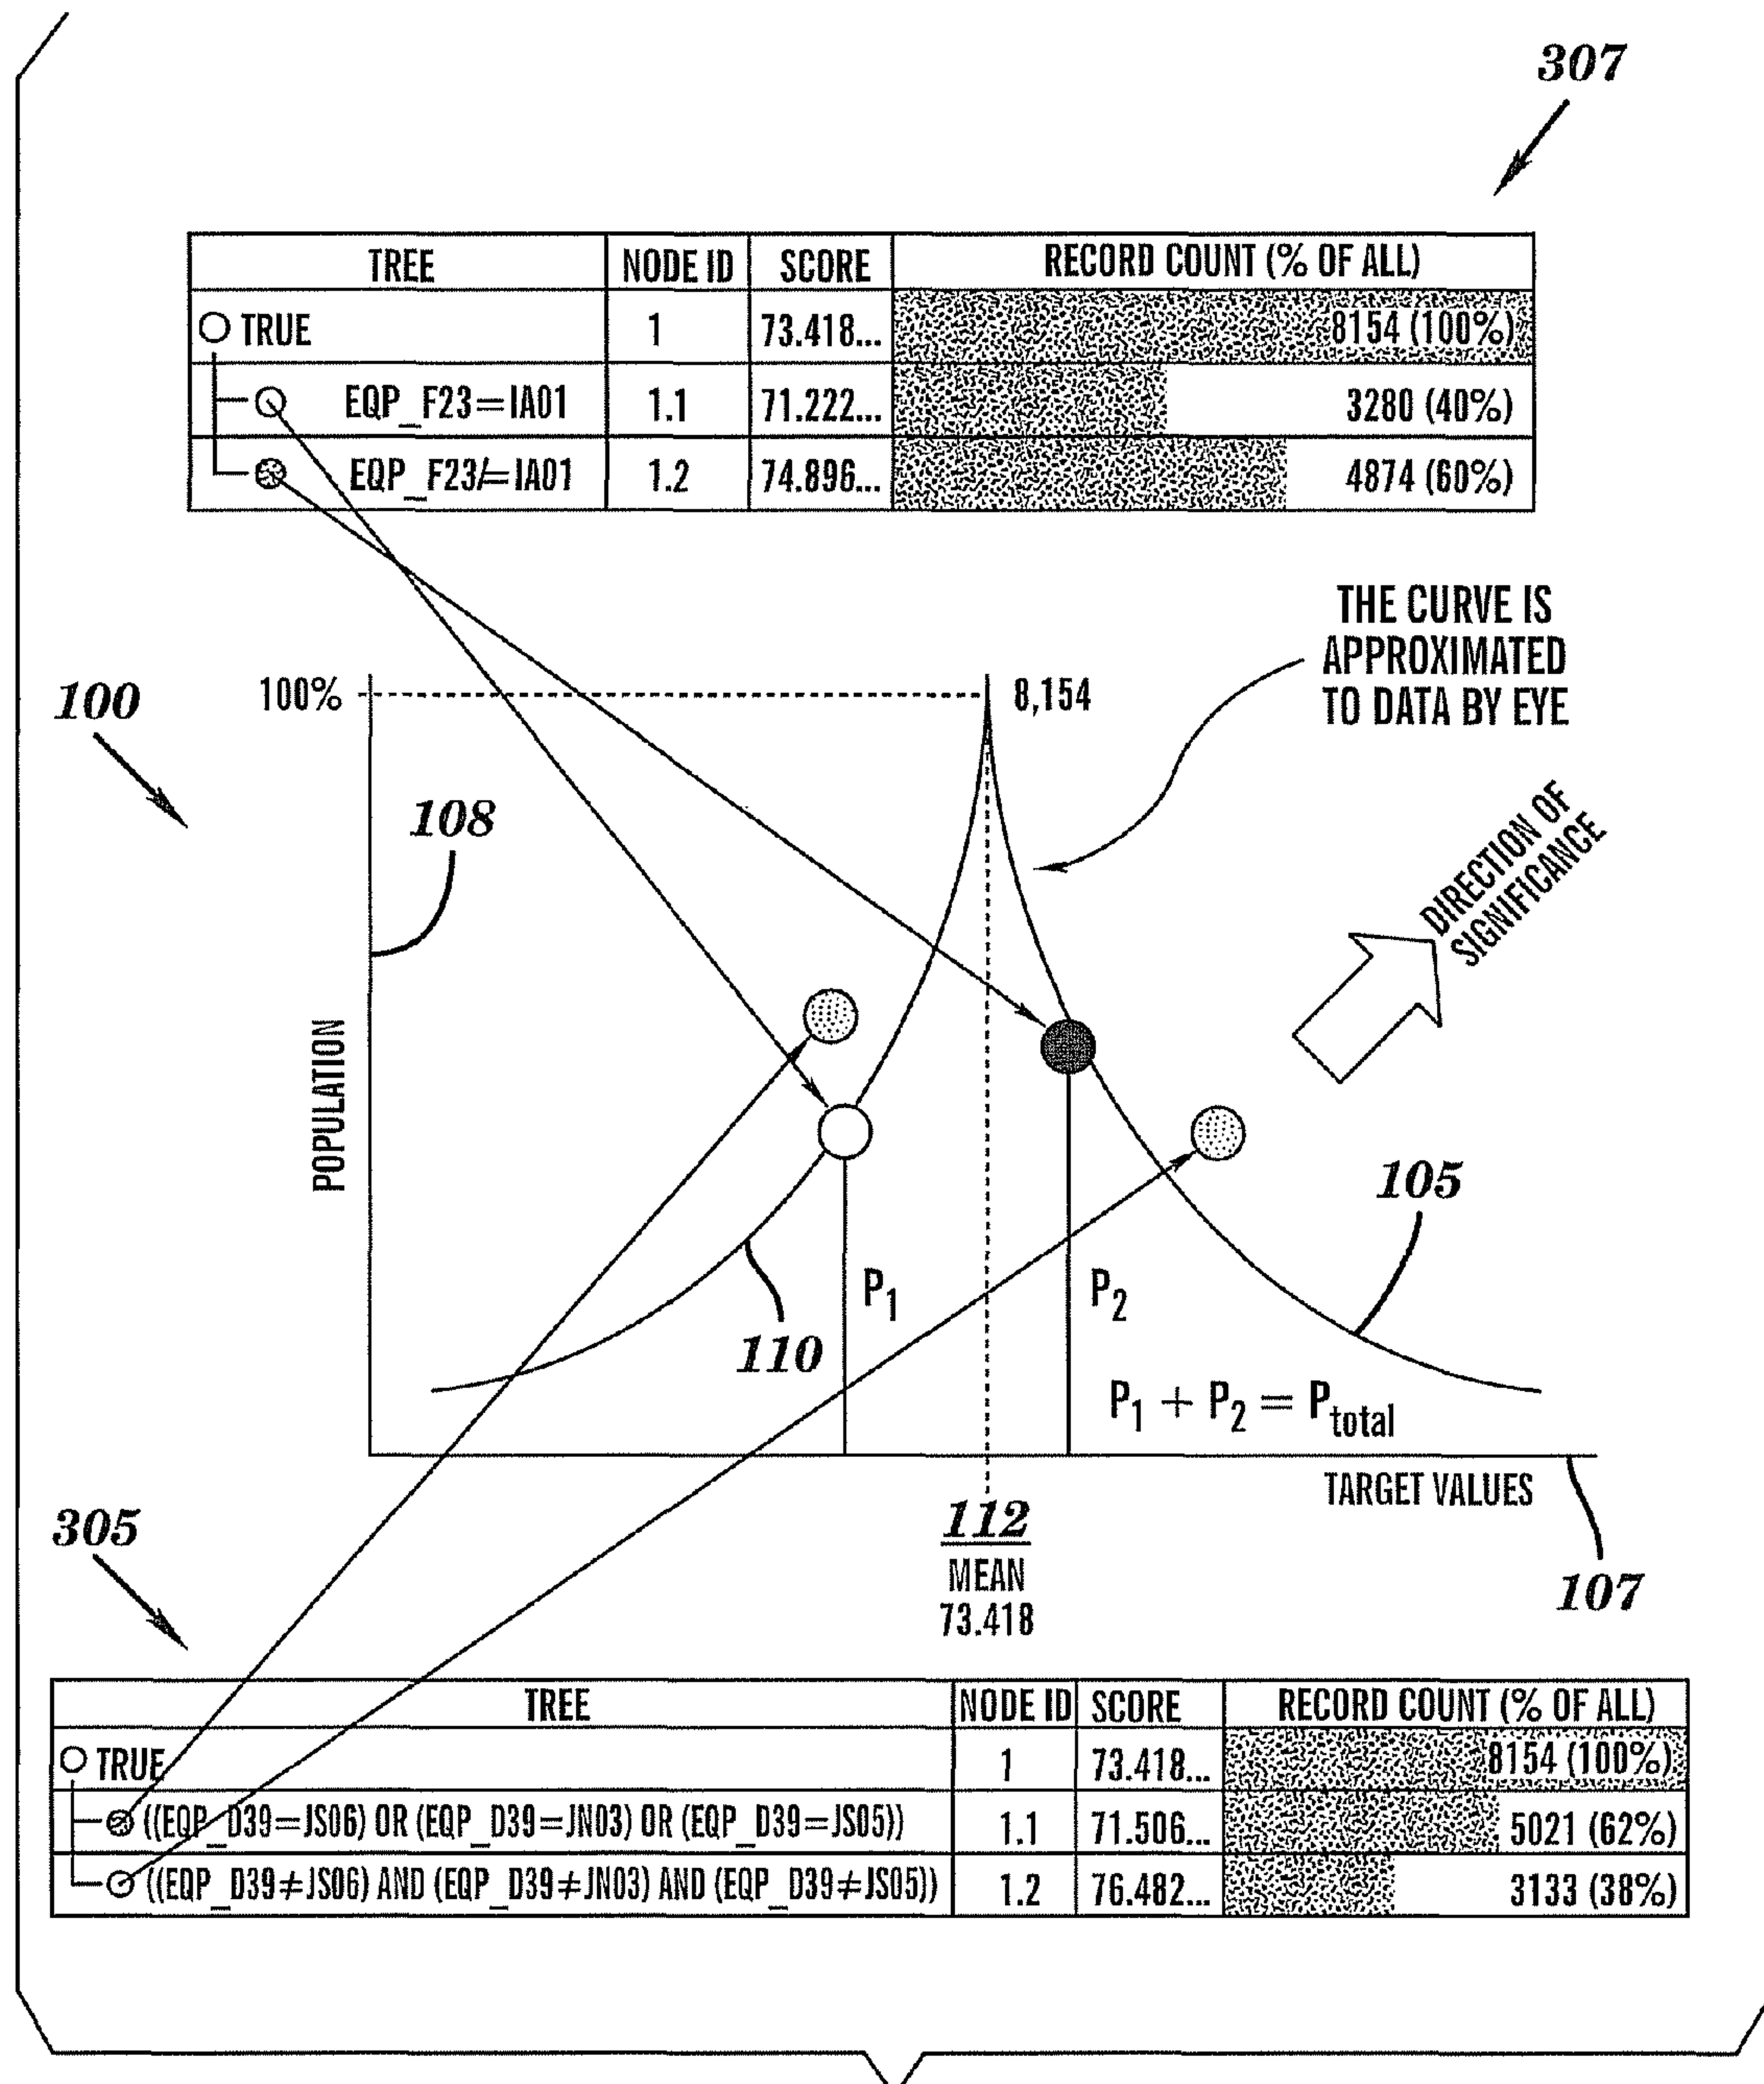 307
TREE NODE ID SCORE RECORD COUNT (% OF ALL)
TRUE 1 73.418... 8154 (100%)
EQP_F23=IA01 1.1 71.222... 3280 (40%)
EQP_F23/=IA01 1.2 74.896... 4874 (60%)
THE CURVE IS
APPROXIMATED
TO DATA BY EYE
100
100%
8,154
108
DIRECTION OF
SIGNIFICANCE
POPULATION
105
P1
P2
110
P1 + P2 = Ptotal
TARGET VALUES
305
112
MEAN
73.418
107
TREE NODE ID SCORE RECORD COUNT (% OF ALL)
TRUE 1 73.418... 8154 (100%)
((EQP_D39=JS06) OR (EQP_D39=JN03) OR (EQP_D39=JS05)) 1.1 71.506... 5021 (62%)
((EQP_D39≠JS06) AND (EQP_D39≠JN03) AND (EQP_D39≠JS05)) 1.2 76.482... 3133 (38%)